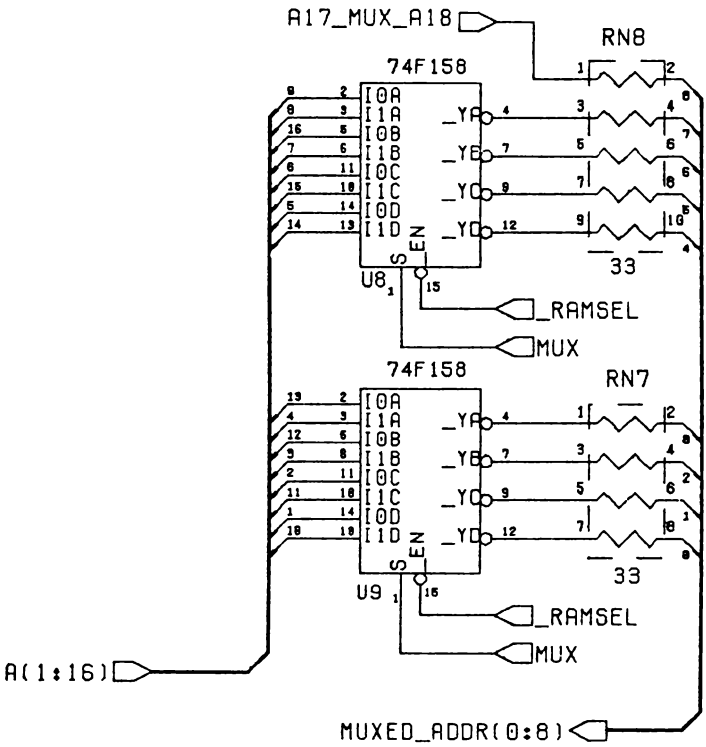 A17_MUX_A18
RN8
74F158
1 2
8
9 2 I0A
8 3 I1A _YA 4 3 4
7
16 5 I0B
7 6 I1B _YB 7 5 6
6
6 11 I0C
15 10 I1C _YC 9 7 8
5
5 14 I0D
14 13 I1D _YD 12 9 10
4
S _EN
33
U8 1 15
_RAMSEL
MUX
74F158
RN7
13 2 I0A
4 3 I1A _YA 4 1 2
12 I0B
3 I1B _YB 7 3 4
2
2 11 I0C
11 10 I1C _YC 9 5 6
1
1 14 I0D
10 13 I1D _YD 12 7 8
0
S _EN
33
U9 1 15
_RAMSEL
MUX
A(1:16)
MUXED_ADDR(0:8)